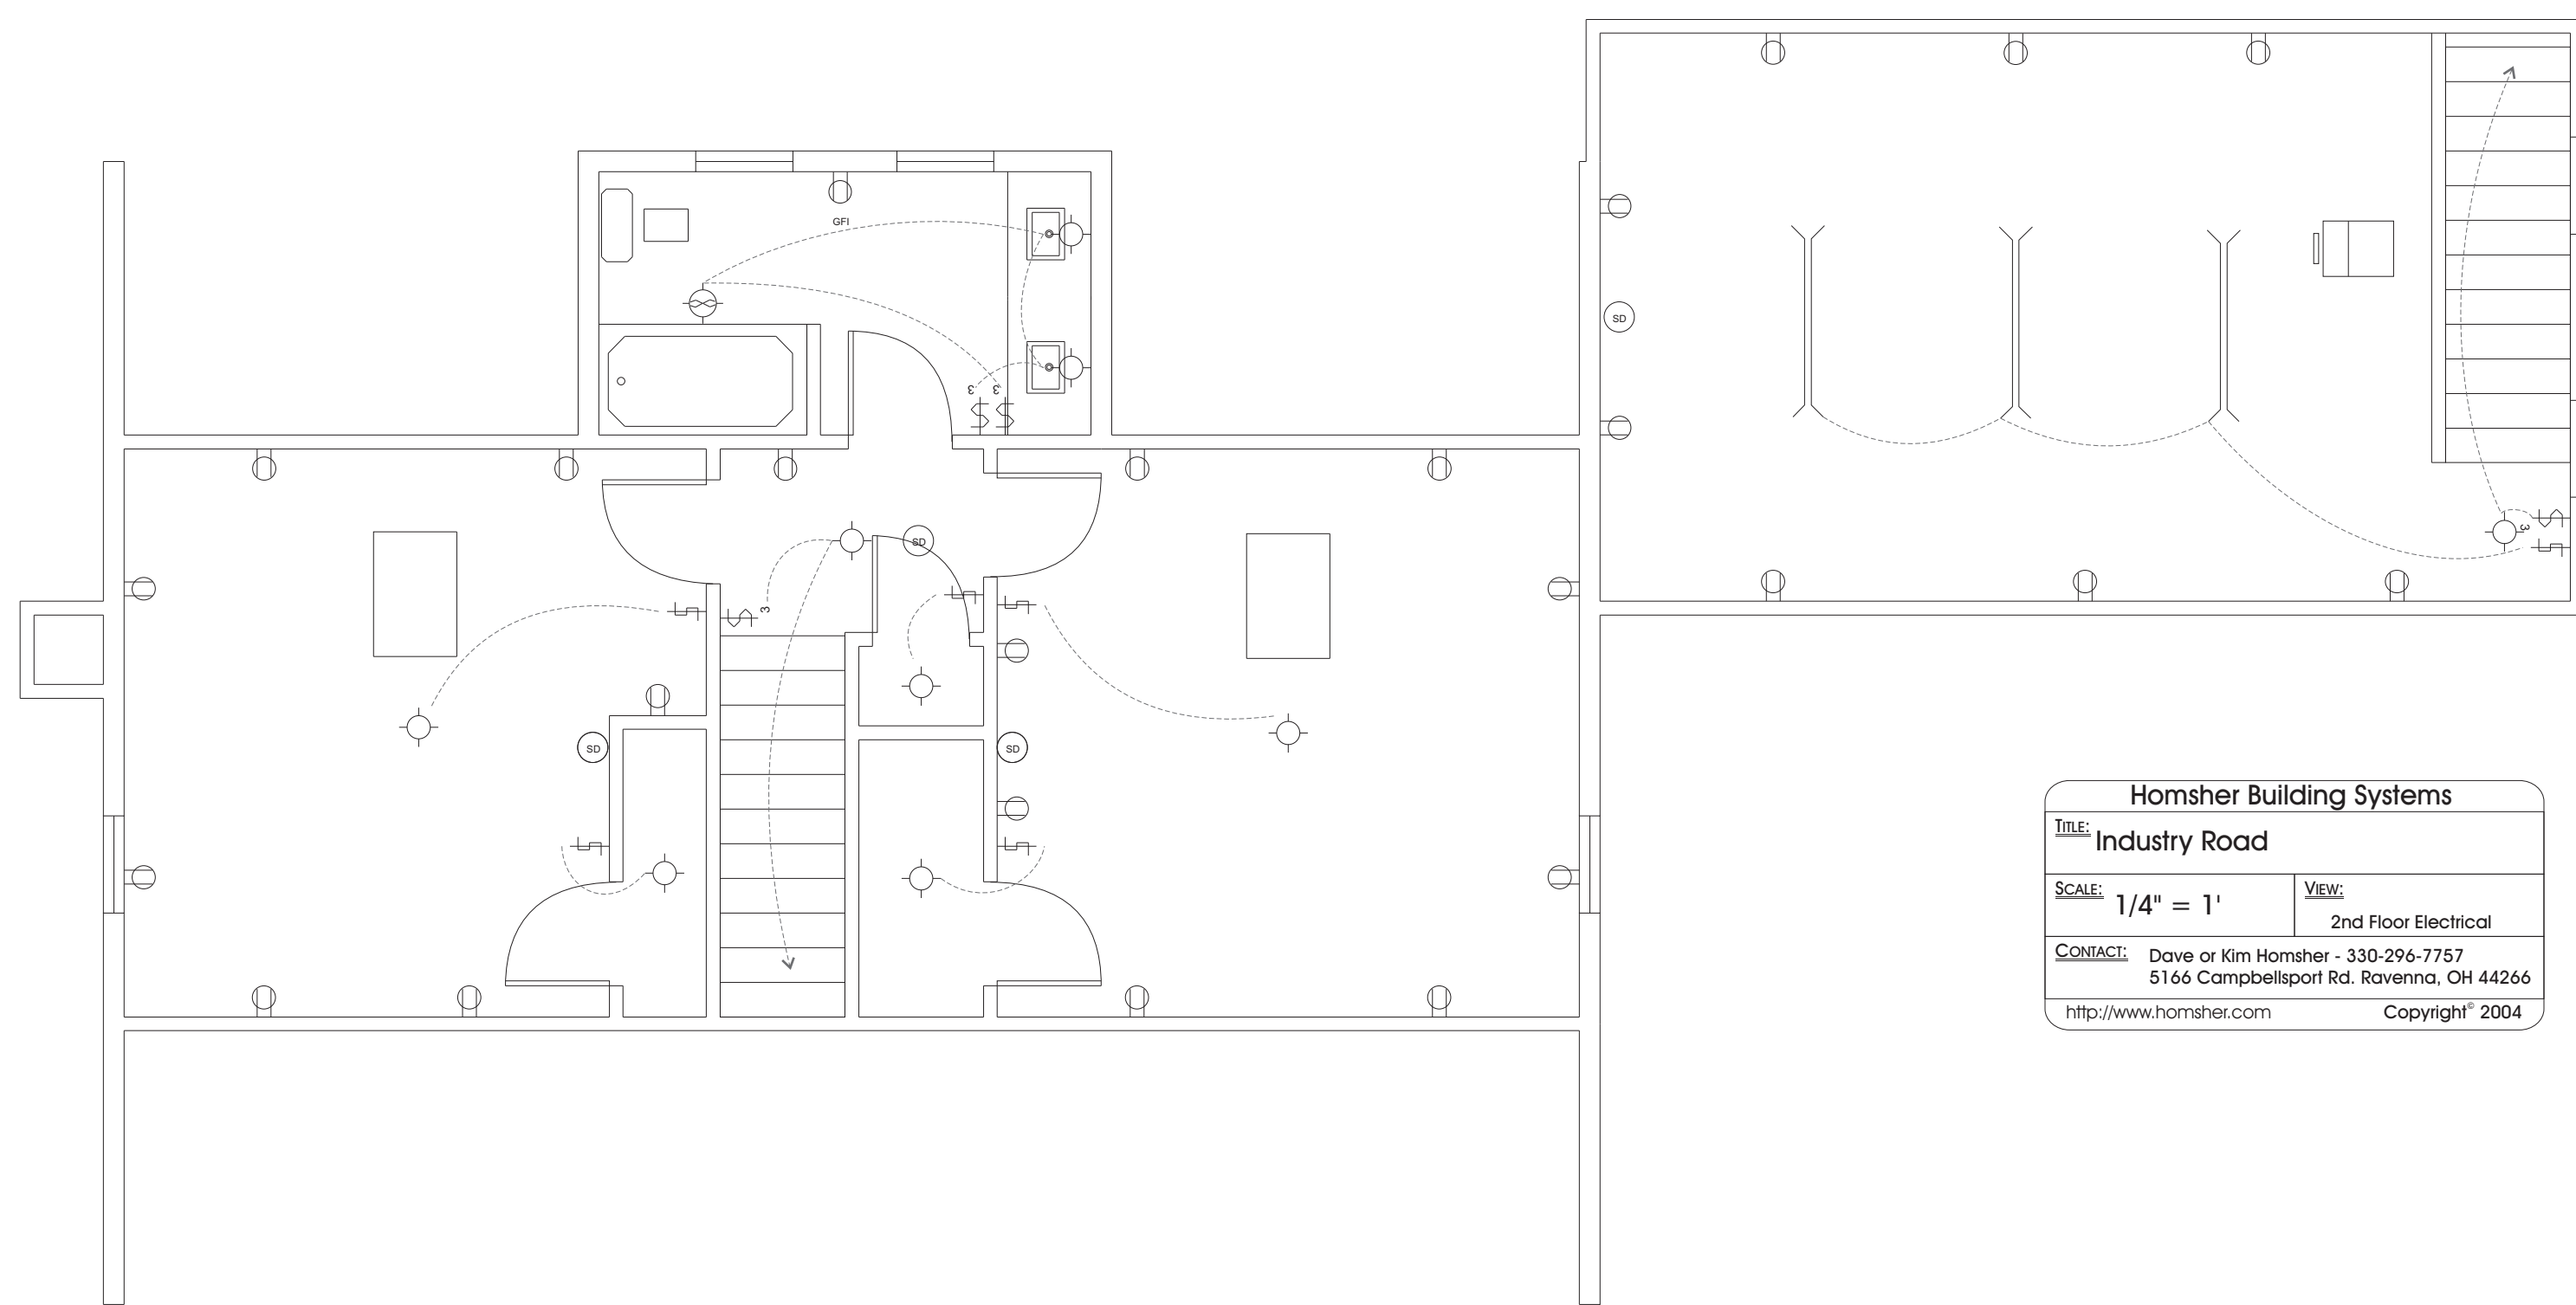 GFI
SD
3 3
3
SD
3
SD
SD
Homsher Building Systems
TITLE: Industry Road
SCALE: 1/4" = 1'
VIEW: 2nd Floor Electrical
CONTACT: Dave or Kim Homsher - 330-296-7757
5166 Campbellsport Rd. Ravenna, OH 44266
http://www.homsher.com Copyright© 2004